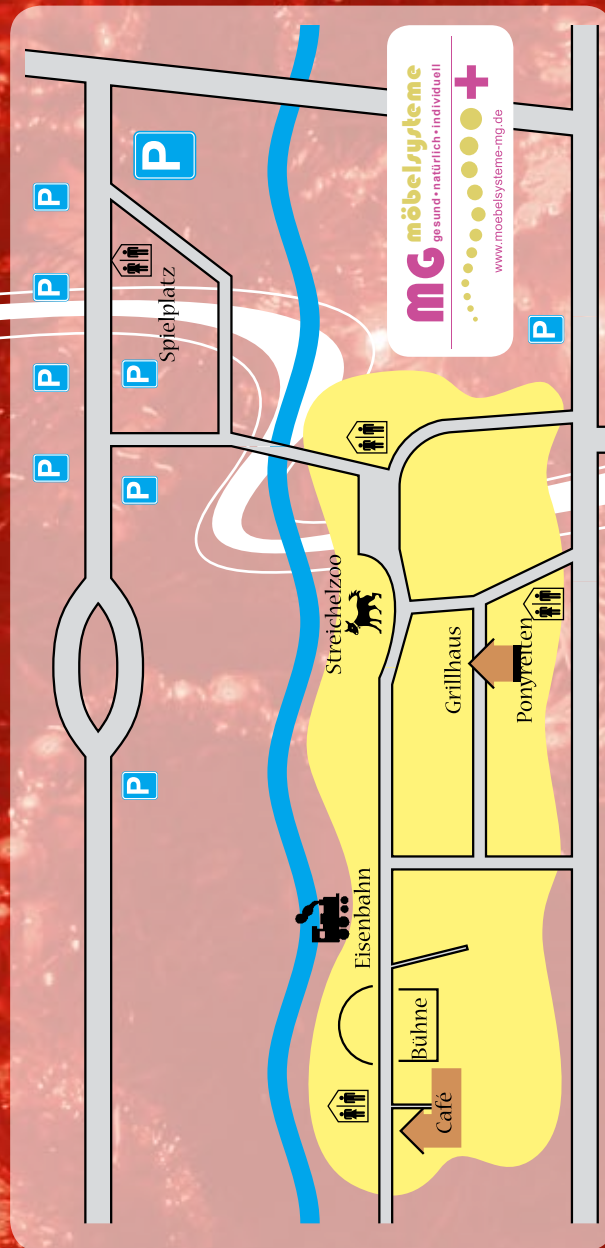 P P P P
P P P P
Spielplatz
Streichelzoo
Eisenbahn
MG möbelsysteme
gesund•natürlich•individuell
+
www.moebelsysteme-mg.de
Bühne
Café
Grillhaus
Ponyreiten
P